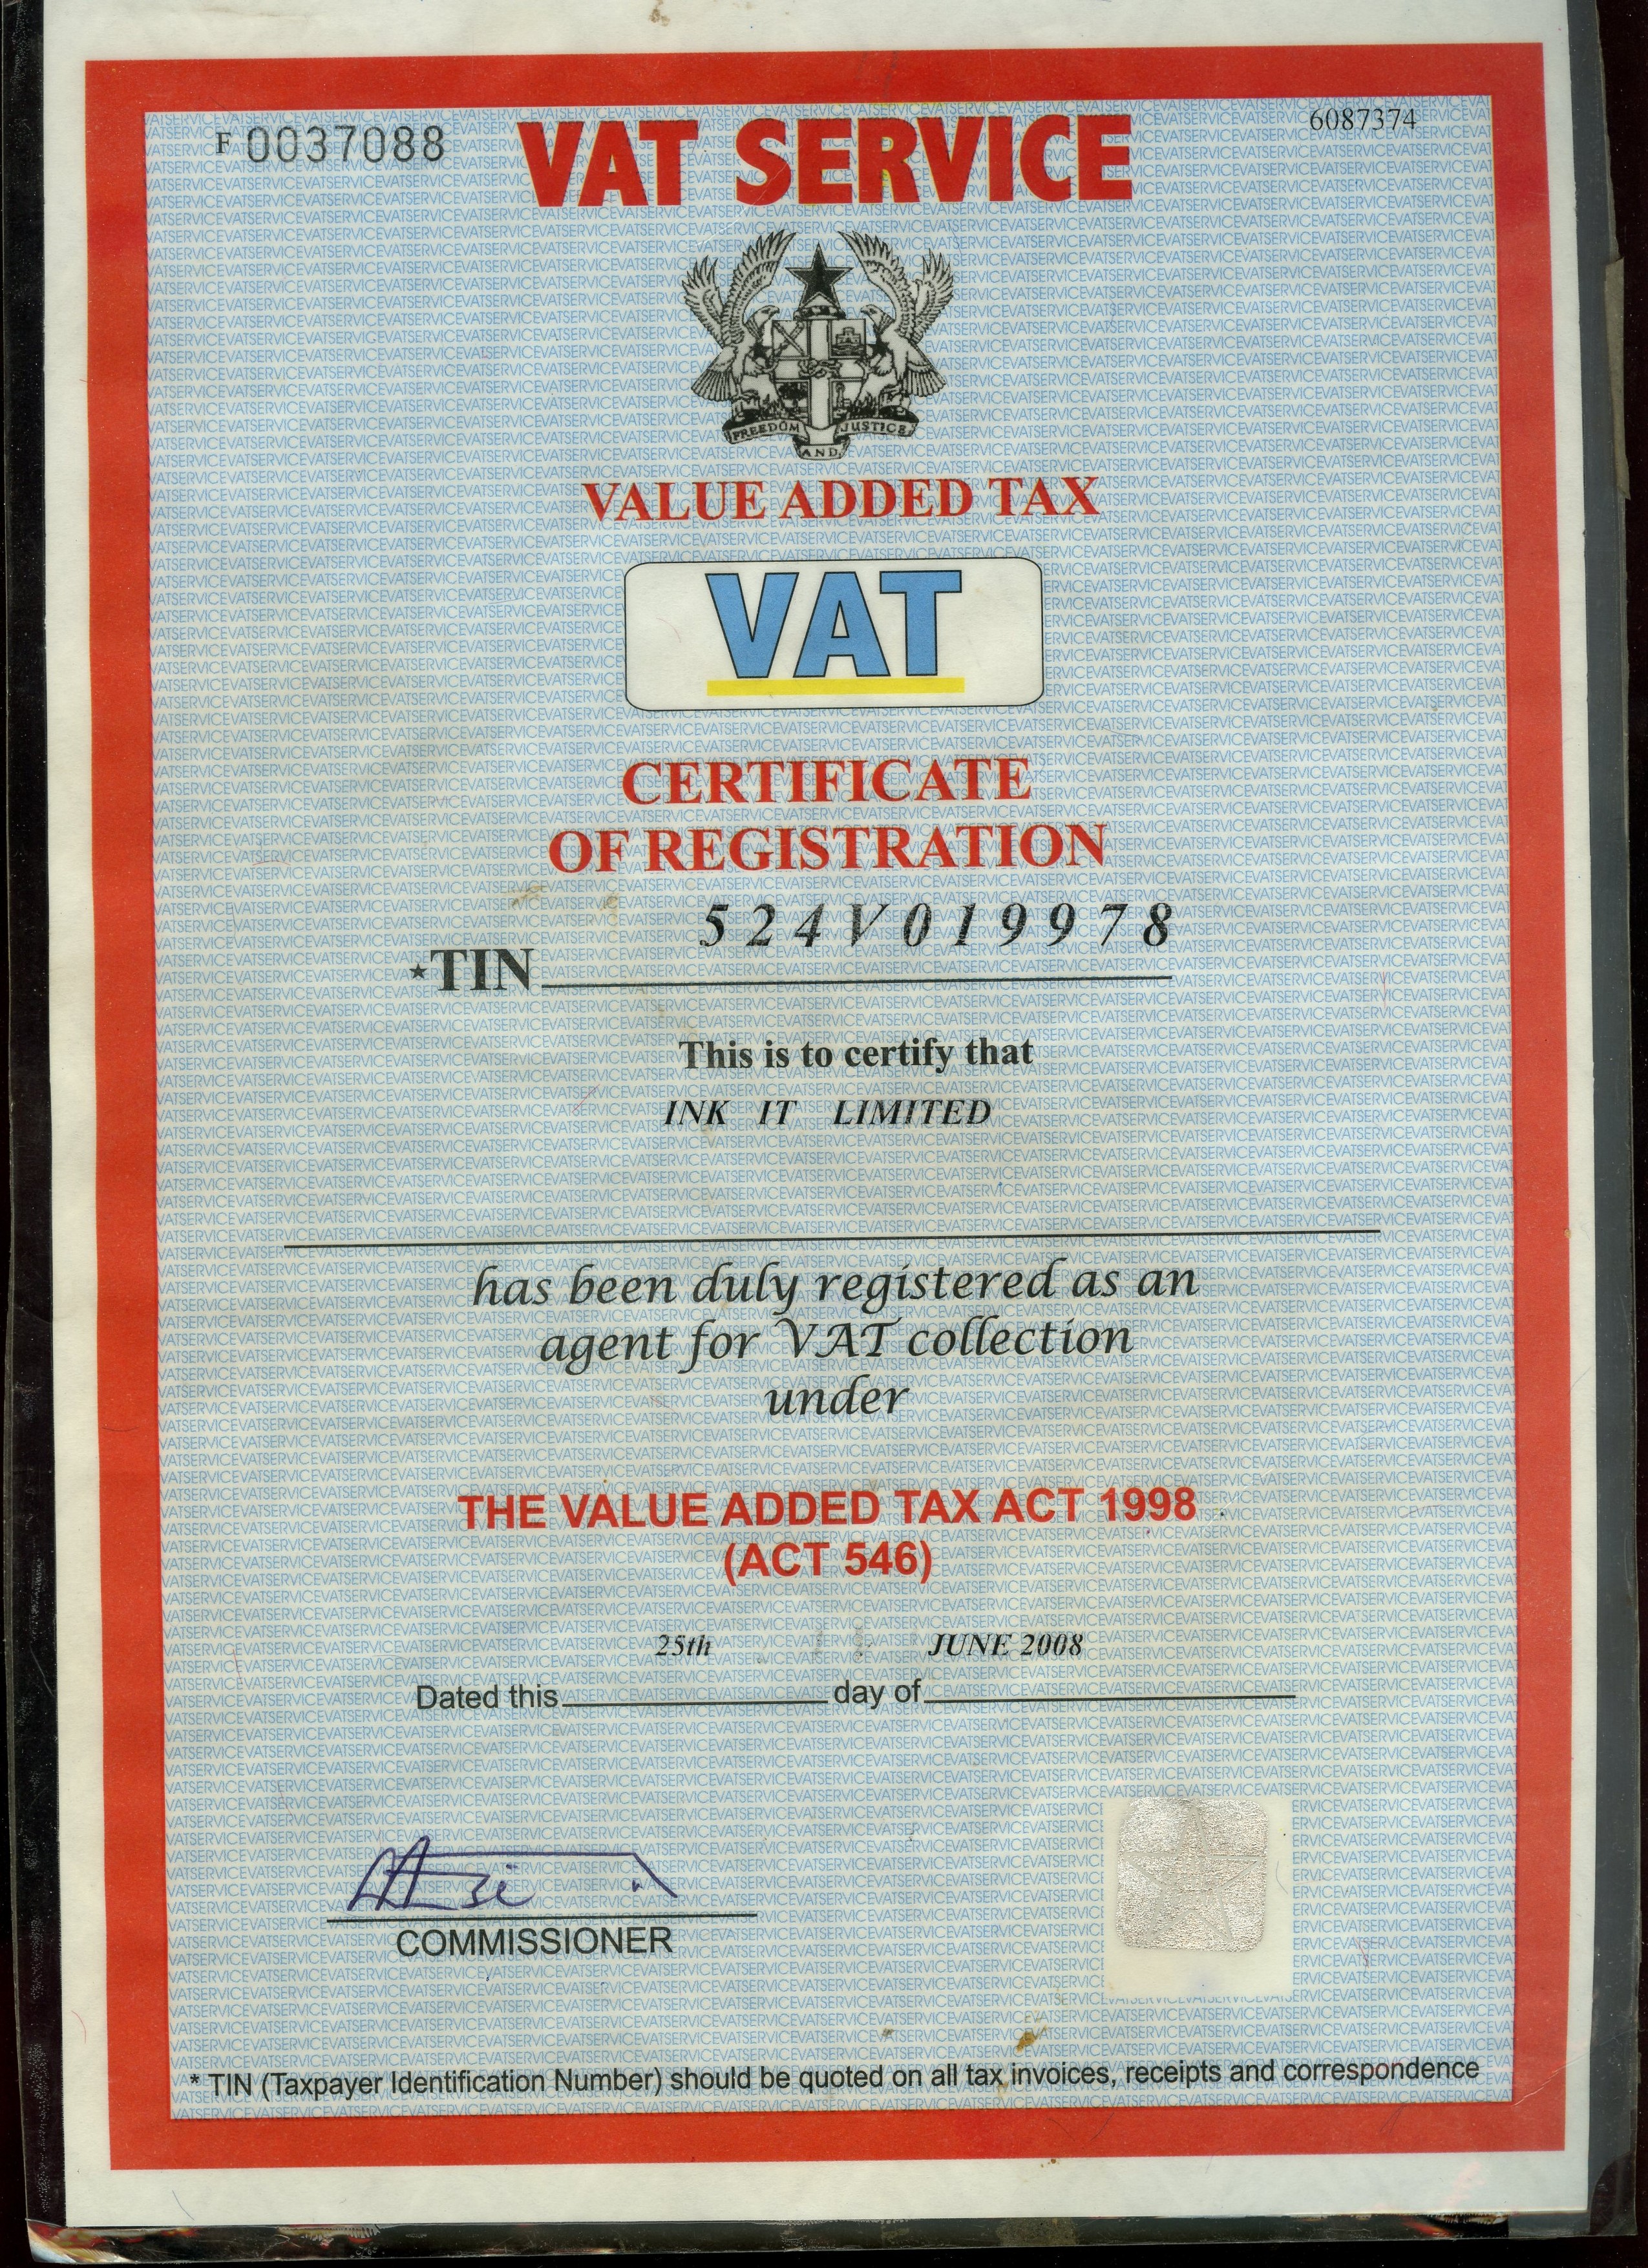 F 0037088
VAT SERVICE
6087374
FREEDOM AND JUSTICE
VALUE ADDED TAX
VAT
CERTIFICATE
OF REGISTRATION
524V019978
*TIN
This is to certify that
INK IT LIMITED
has been duly registered as an
agent for VAT collection
under
THE VALUE ADDED TAX ACT 1998
(ACT 546)
25th JUNE 2008
Dated this day of
COMMISSIONER
* TIN (Taxpayer Identification Number) should be quoted on all tax invoices, receipts and correspondence